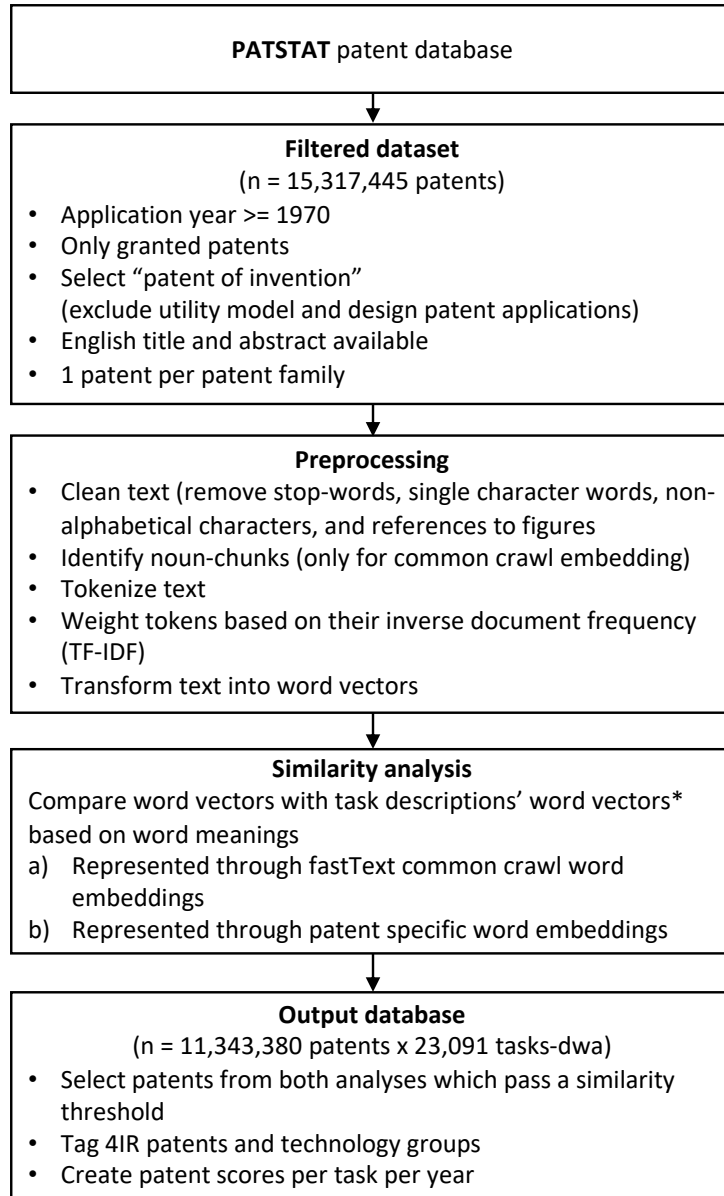 PATSTAT patent database
Filtered dataset
(n = 15,317,445 patents)
• Application year >= 1970
• Only granted patents
• Select “patent of invention”
(exclude utility model and design patent applications)
• English title and abstract available
• 1 patent per patent family
Preprocessing
• Clean text (remove stop-words, single character words, non-
alphabetical characters, and references to figures
• Identify noun-chunks (only for common crawl embedding)
• Tokenize text
• Weight tokens based on their inverse document frequency
(TF-IDF)
• Transform text into word vectors
Similarity analysis
Compare word vectors with task descriptions’ word vectors*
based on word meanings
a) Represented through fastText common crawl word
embeddings
b) Represented through patent specific word embeddings
Output database
(n = 11,343,380 patents x 23,091 tasks-dwa)
• Select patents from both analyses which pass a similarity
threshold
• Tag 4IR patents and technology groups
• Create patent scores per task per year